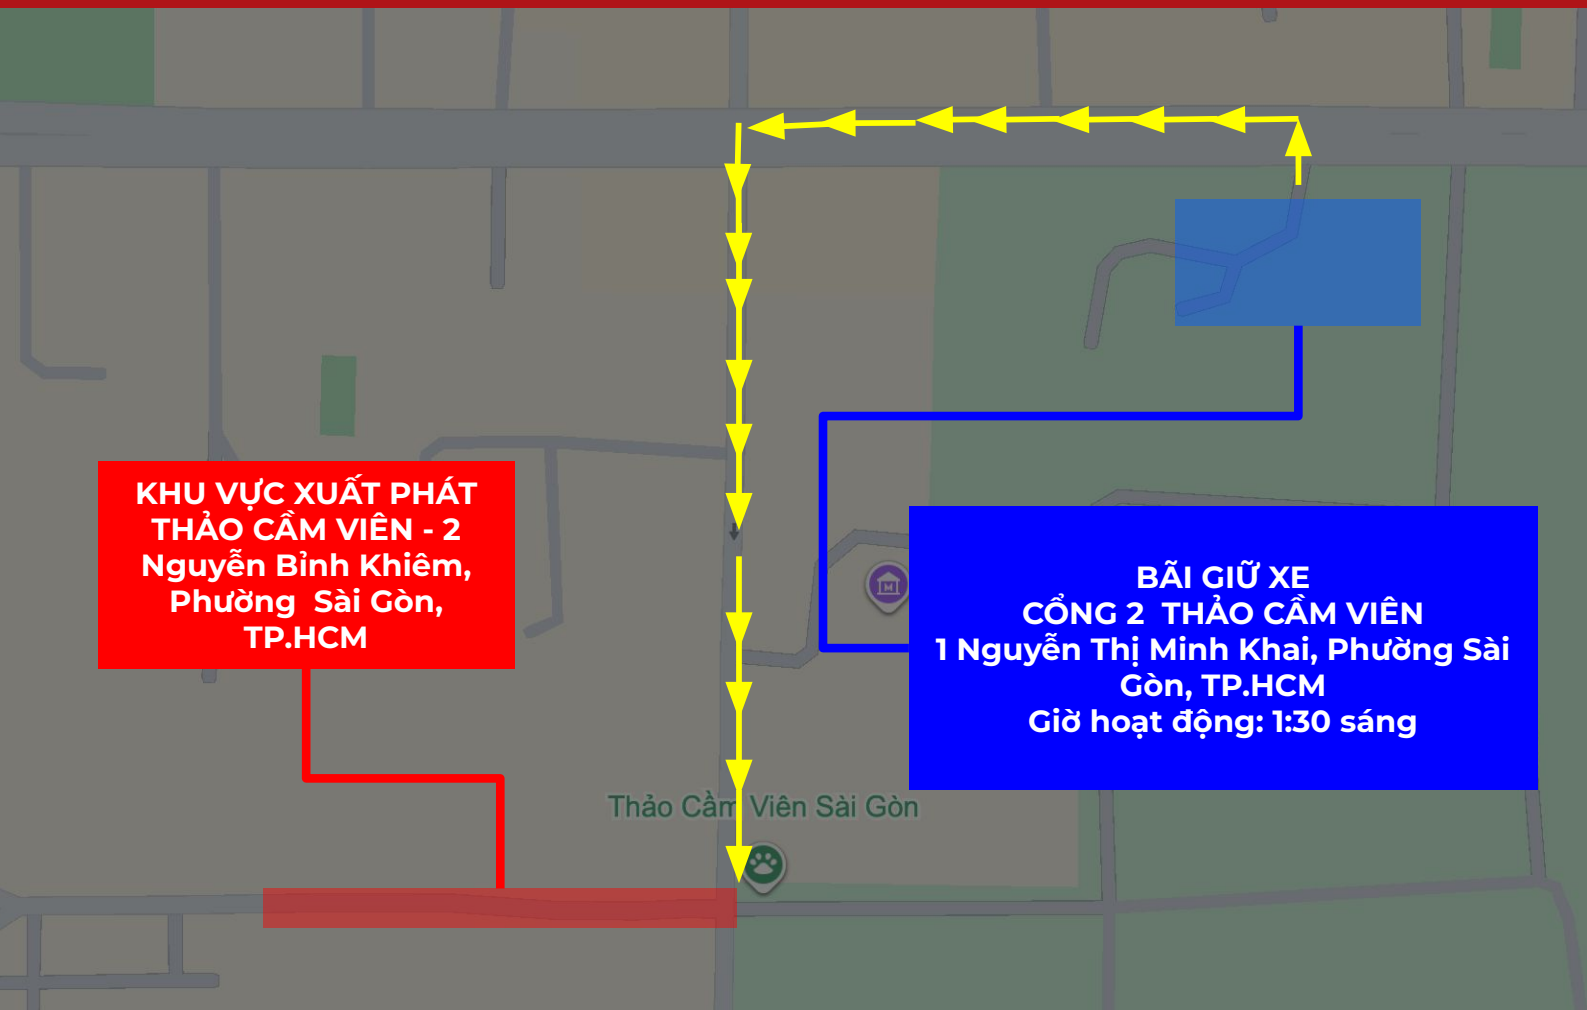 KHU VỰC XUẤT PHÁT
THẢO CẦM VIÊN - 2
Nguyễn Bỉnh Khiêm,
Phường Sài Gòn,
TP.HCM
BÃI GIỮ XE
CỔNG 2 THẢO CẦM VIÊN
1 Nguyễn Thị Minh Khai, Phường Sài
Gòn, TP.HCM
Giờ hoạt động: 1:30 sáng
Thảo Cầm Viên Sài Gòn